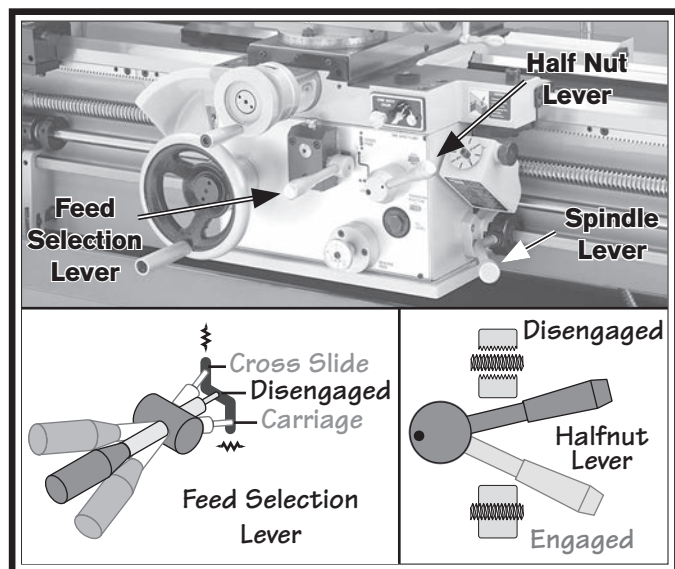 Half Nut
Lever
Feed
Selection
Lever
Spindle
Lever
Cross Slide
Disengaged
Carriage
Feed Selection
Lever
Disengaged
Halfnut
Lever
Engaged